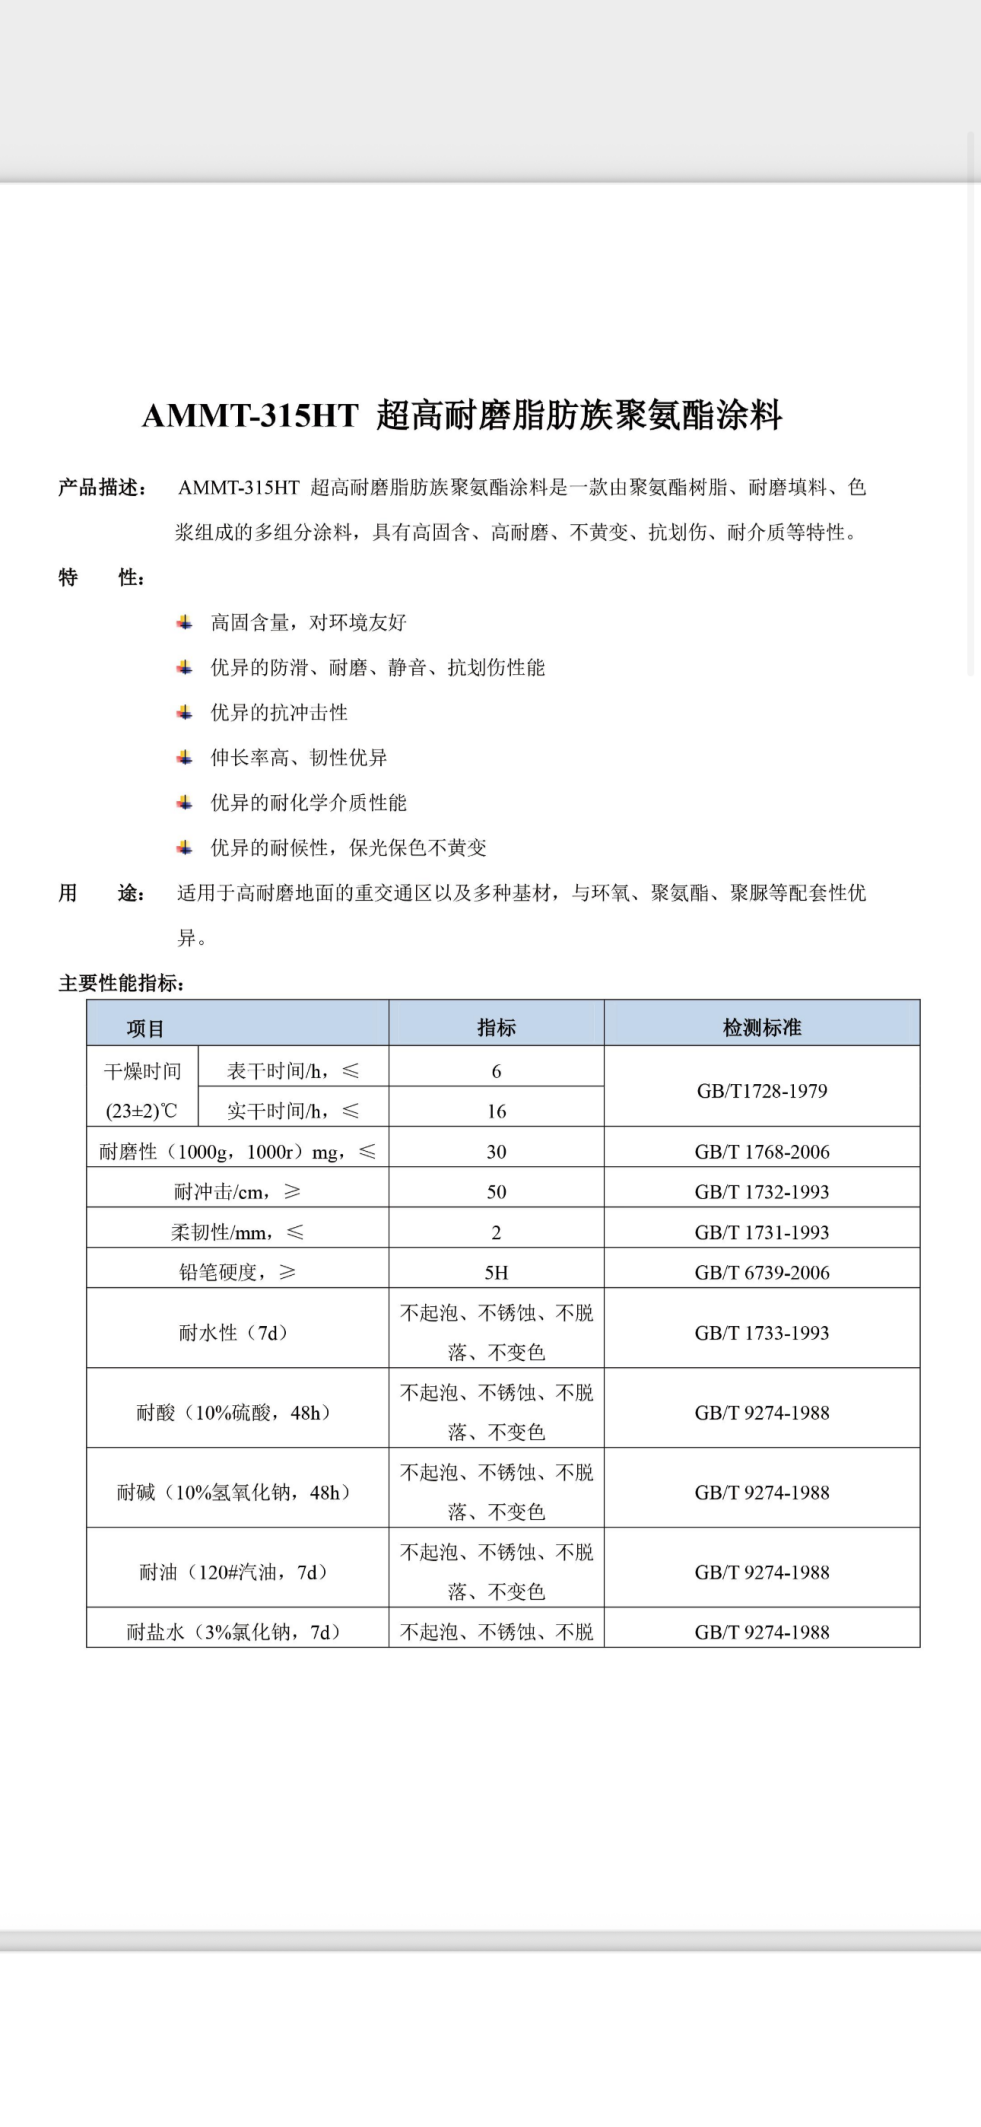 AMMT-315HT 超高耐磨脂肪族聚氨酯涂料
产品描述： AMMT-315HT 超高耐磨脂肪族聚氨酯涂料是一款由聚氨酯树脂、耐磨填料、色
浆组成的多组分涂料，具有高固含、高耐磨、不黄变、抗划伤、耐介质等特性。
特 性：
高固含量，对环境友好
优异的防滑、耐磨、静音、抗划伤性能
优异的抗冲击性
伸长率高、韧性优异
优异的耐化学介质性能
优异的耐候性，保光保色不黄变
用 途： 适用于高耐磨地面的重交通区以及多种基材，与环氧、聚氨酯、聚脲等配套性优
异。
主要性能指标：
项目 指标 检测标准
干燥时间 表干时间/h，≤ 6 GB/T1728-1979
(23±2)℃ 实干时间/h，≤ 16
耐磨性（1000g，1000r）mg，≤ 30 GB/T 1768-2006
耐冲击/cm，≥ 50 GB/T 1732-1993
柔韧性/mm，≤ 2 GB/T 1731-1993
铅笔硬度，≥ 5H GB/T 6739-2006
耐水性（7d） 不起泡、不锈蚀、不脱 GB/T 1733-1993
落、不变色
耐酸（10%硫酸，48h） 不起泡、不锈蚀、不脱 GB/T 9274-1988
落、不变色
耐碱（10%氢氧化钠，48h） 不起泡、不锈蚀、不脱 GB/T 9274-1988
落、不变色
耐油（120#汽油，7d） 不起泡、不锈蚀、不脱 GB/T 9274-1988
落、不变色
耐盐水（3%氯化钠，7d） 不起泡、不锈蚀、不脱 GB/T 9274-1988